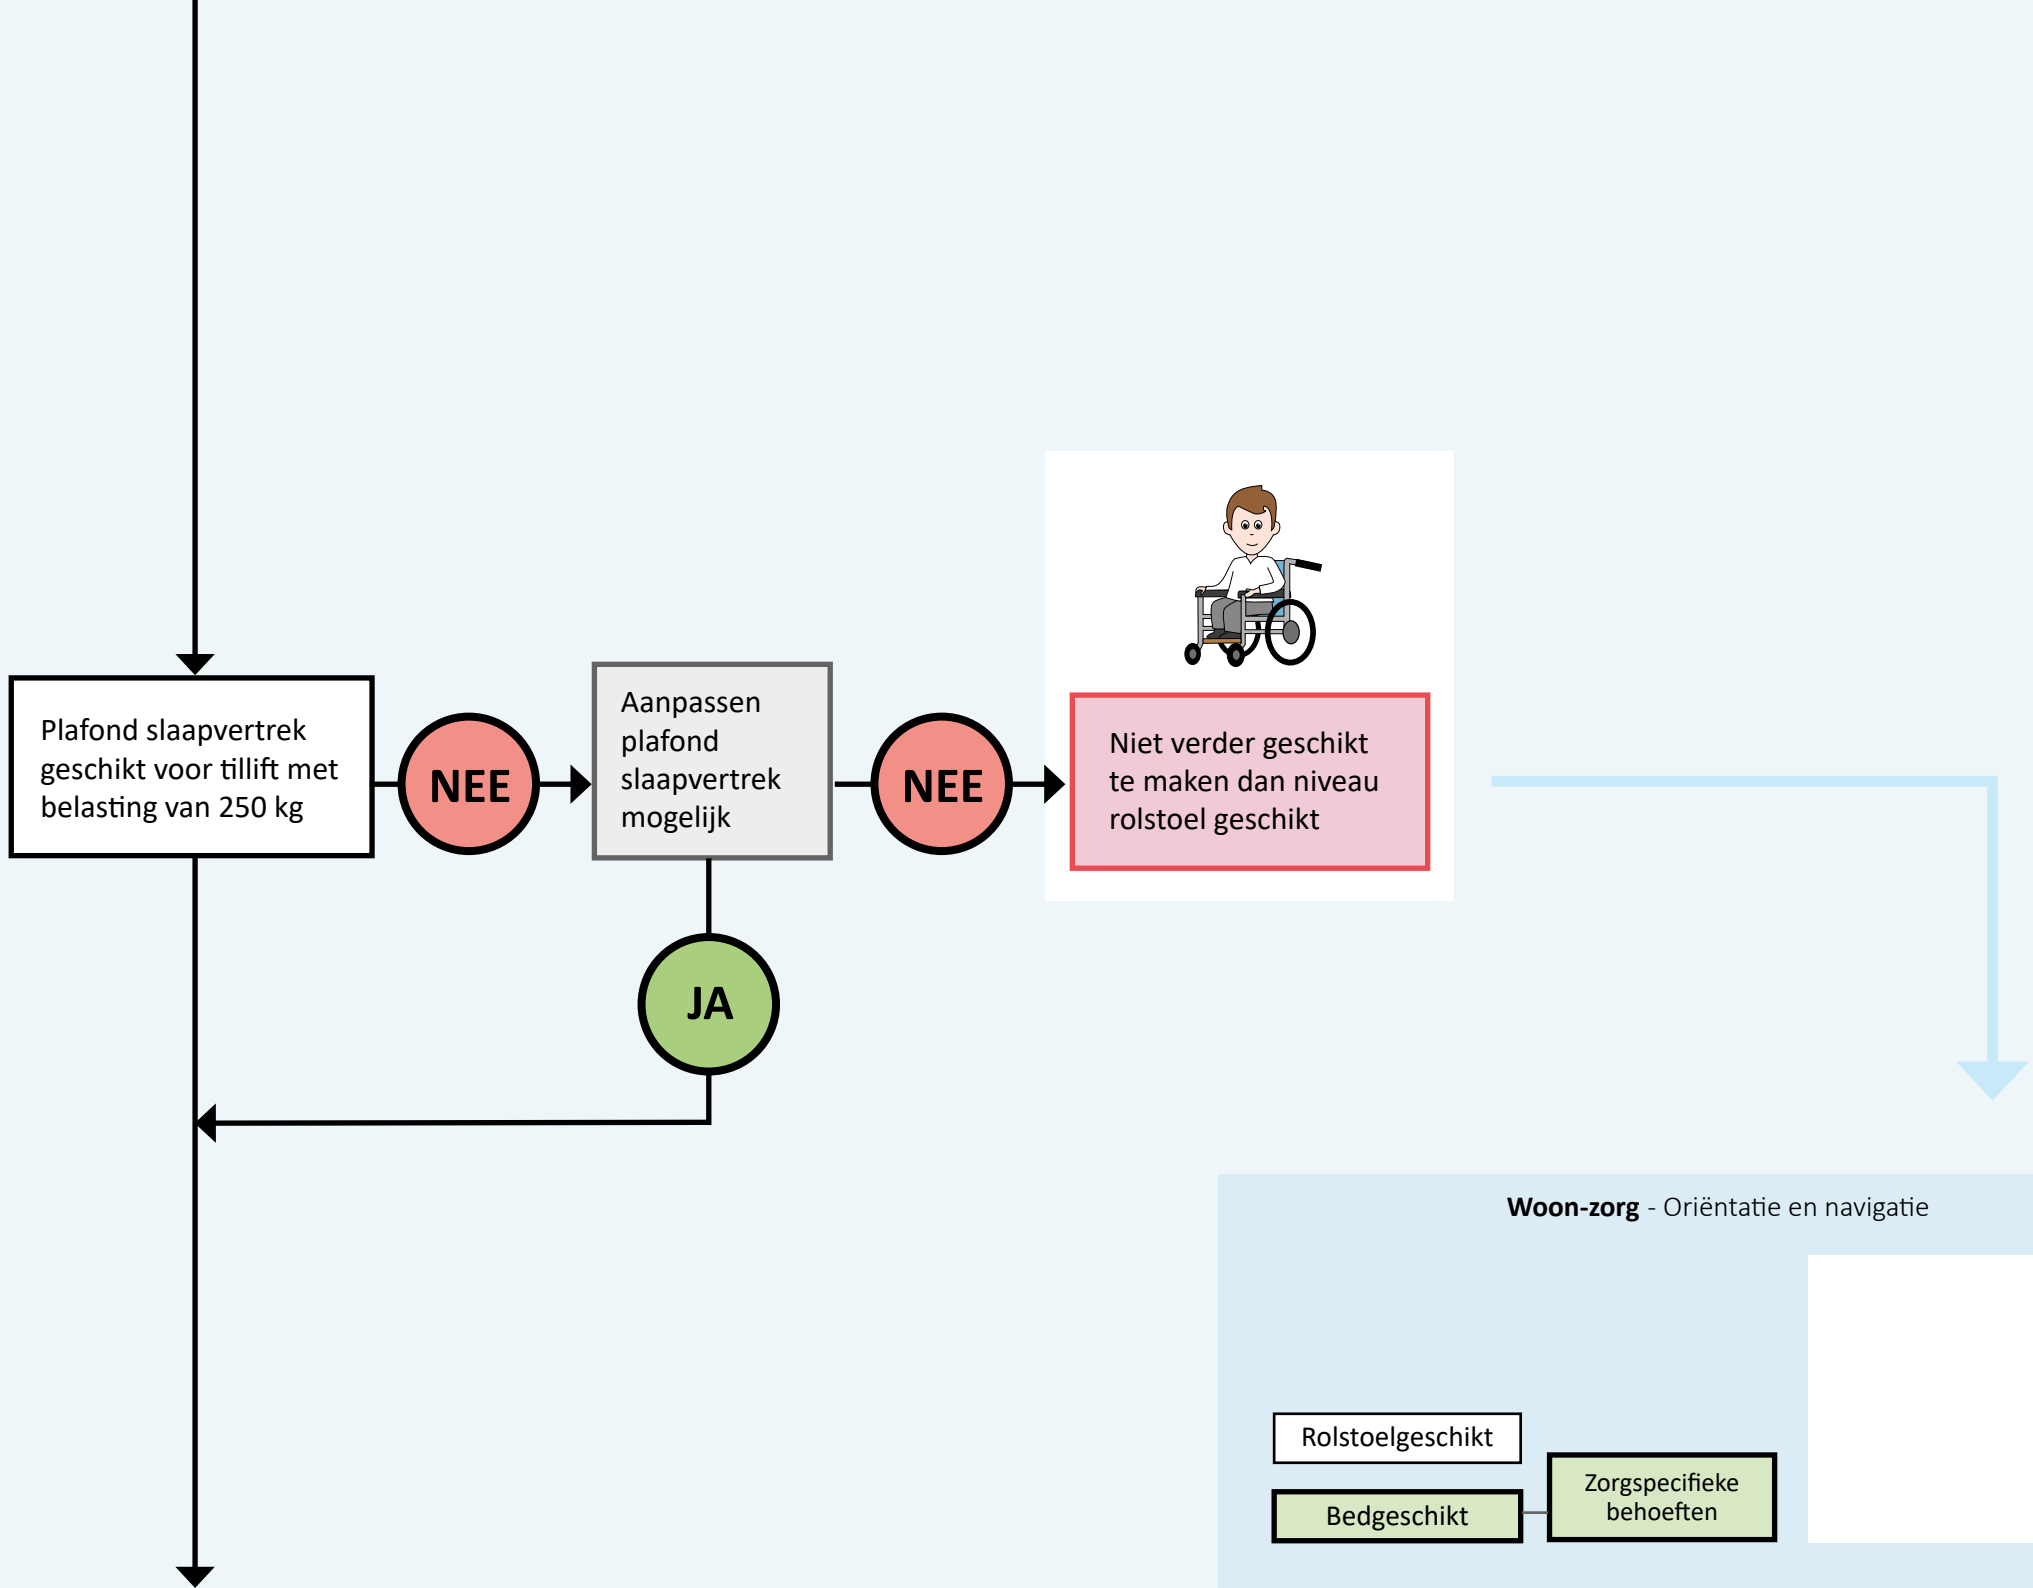 Plafond slaapvertrek
geschikt voor tillift met
belasting van 250 kg
NEE
Aanpassen
plafond
slaapvertrek
mogelijk
NEE
Niet verder geschikt
te maken dan niveau
rolstoel geschikt
JA
Woon-zorg - Oriëntatie en navigatie
Rolstoelgeschikt
Bedgeschikt
Zorgspecifieke
behoeften